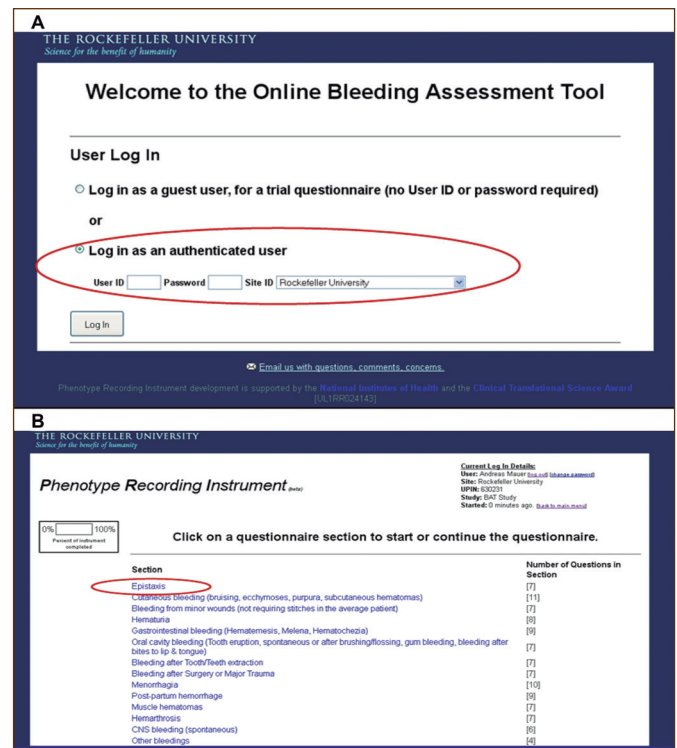 A
THE ROCKEFELLER UNIVERSITY
Science for the benefit of humanity
Welcome to the Online Bleeding Assessment Tool
User Log In
Log in as a guest user, for a trial questionnaire (no User ID or password required)
or
Log in as an authenticated user
User ID Password Site ID Rockefeller University
Log In
Email us with questions, comments, concerns.
Phenotype Recording Instrument development is supported by the National Institutes of Health and the Clinical Translational Science Award
[UL1RR024143]
B
THE ROCKEFELLER UNIVERSITY
Science for the benefit of humanity
Current Log In Details:
User: Andreas Mauer [log out] [change password]
Site: Rockefeller University
UPIN: 630231
Study: BAT Study
Started: 0 minutes ago. Back to main menu
Phenotype Recording Instrument (beta)
0% 100%
Percent of instrument
completed
Click on a questionnaire section to start or continue the questionnaire.
Section Number of Questions in
Section
Epistaxis [7]
Cutaneous bleeding (bruising, ecchymoses, purpura, subcutaneous hematomas) [11]
Bleeding from minor wounds (not requiring stitches in the average patient) [7]
Hematuria [8]
Gastrointestinal bleeding (Hematemesis, Melena, Hematochezia) [9]
Oral cavity bleeding (Tooth eruption, spontaneous or after brushing/flossing, gum bleeding, bleeding after
bites to lip & tongue) [7]
Bleeding after Tooth/Teeth extraction [7]
Bleeding after Surgery or Major Trauma [7]
Menorrhagia [10]
Post-partum hemorrhage [9]
Muscle hematomas [7]
Hemarthrosis [7]
CNS bleeding (spontaneous) [6]
Other bleedings [4]